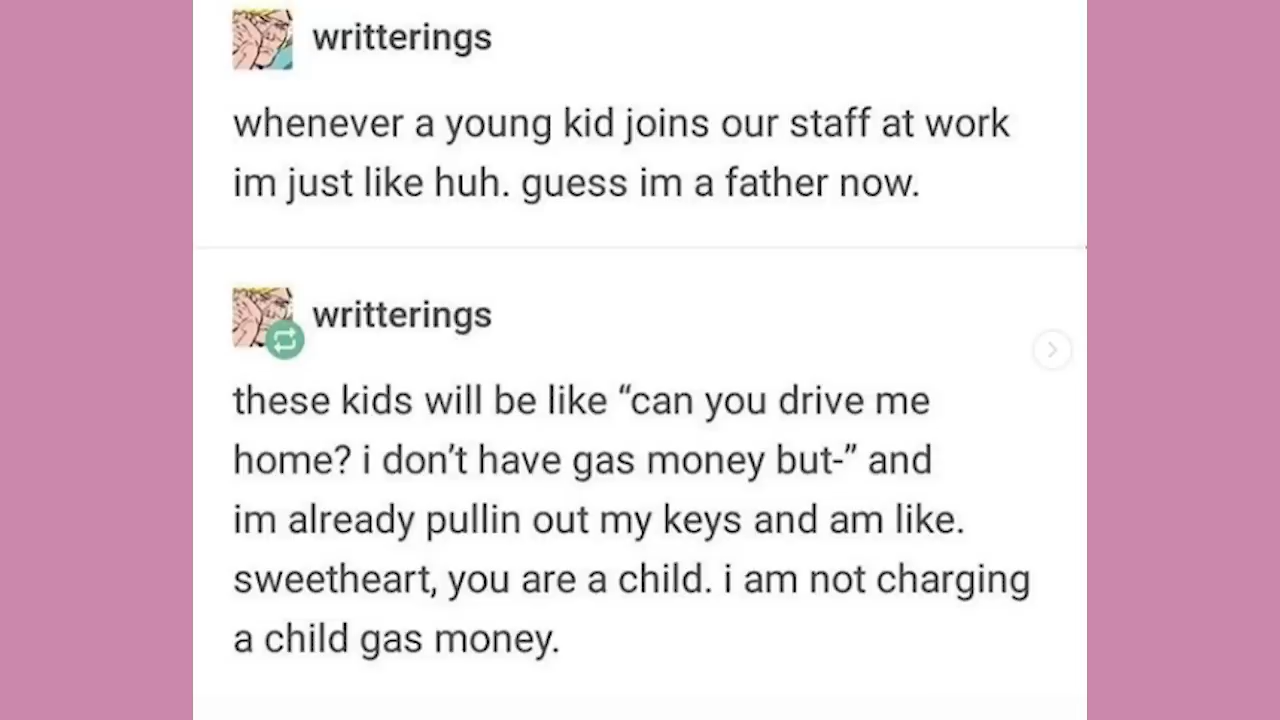 writterings
whenever a young kid joins our staff at work
im just like huh. guess im a father now.
writterings
these kids will be like “can you drive me
home? i don’t have gas money but-” and
im already pullin out my keys and am like.
sweetheart, you are a child. i am not charging
a child gas money.